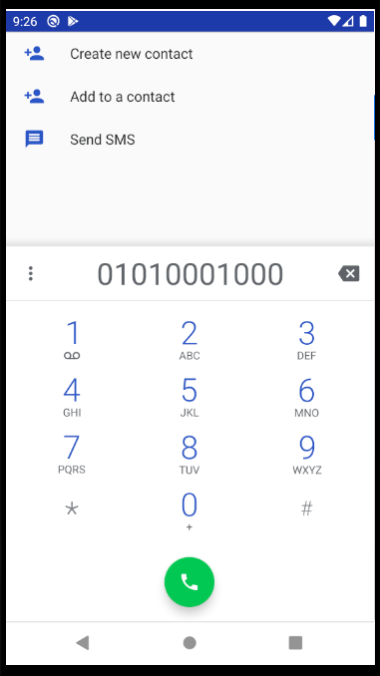 9:26
Create new contact
Add to a contact
Send SMS
01010001000
1 2 3
ABC DEF
4 5 6
GHI JKL MNO
7 8 9
PQRS TUV WXYZ
* 0 #
+